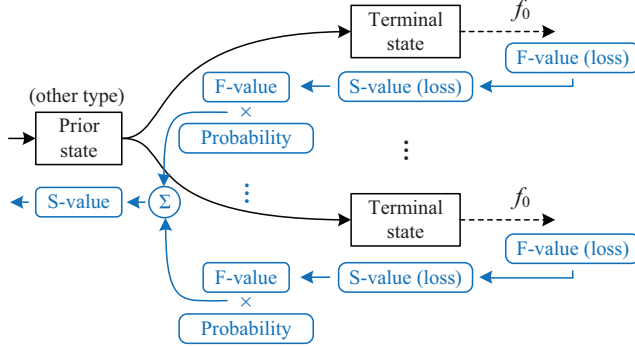 Terminal
state
f0
F-value (loss)
S-value (loss)
F-value
×
Probability
(other type)
Prior
state
S-value
Σ
Terminal
state
f0
F-value (loss)
S-value (loss)
F-value
×
Probability